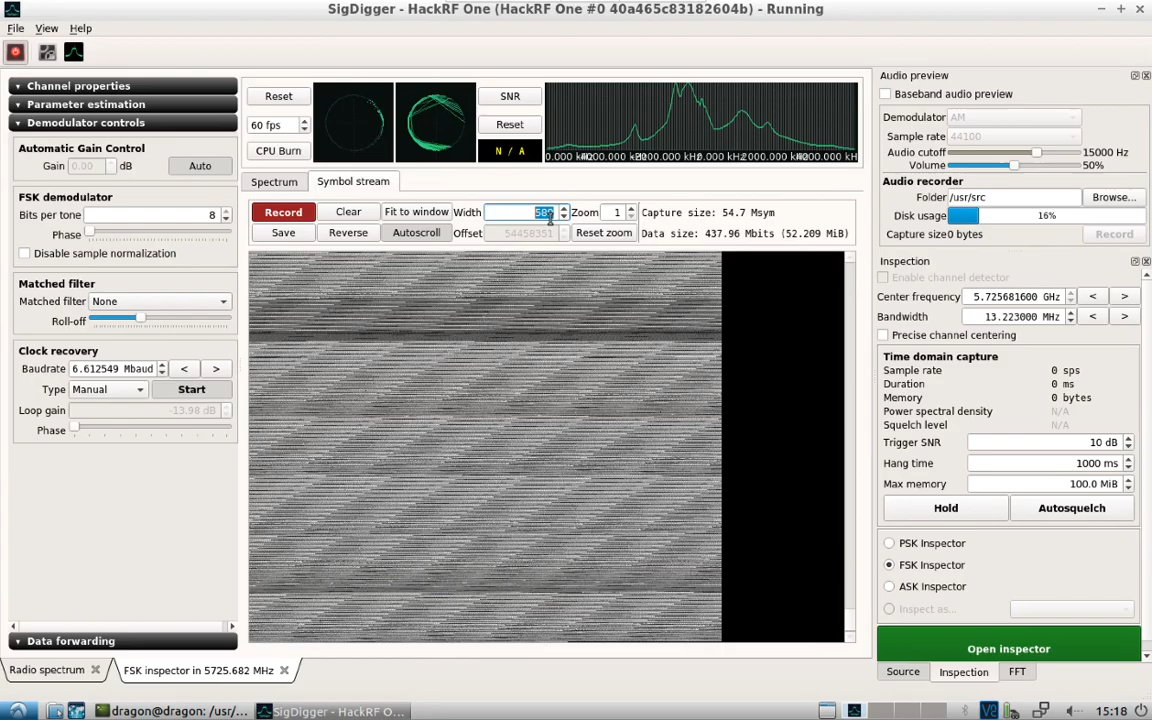 SigDigger - HackRF One (HackRF One #0 40a465c83182604b) - Running
File View Help
Channel properties
Parameter estimation
Demodulator controls
Automatic Gain Control
Gain 0.00 dB Auto
FSK demodulator
Bits per tone 8
Phase
Disable sample normalization
Matched filter
Matched filter None
Roll-off
Clock recovery
Baudrate 6.612549 Mbaud < >
Type Manual Start
Loop gain -13.98 dB
Phase
Data forwarding
Reset
60 fps
CPU Burn
SNR
Reset
N / A
Spectrum Symbol stream
Record Clear Fit to window Width Zoom 1 Capture size: 54.7 Msym
Save Reverse Autoscroll Offset 54458351 Reset zoom Data size: 437.96 Mbits (52.209 MiB)
Audio preview
Baseband audio preview
Demodulator AM
Sample rate 44100
Audio cutoff 15000 Hz
Volume 50%
Audio recorder
Folder /usr/src Browse...
Disk usage 16%
Capture size0 bytes Record
Inspection
Enable channel detector
Center frequency 5.725681600 GHz < >
Bandwidth 13.223000 MHz < >
Precise channel centering
Time domain capture
Sample rate 0 sps
Duration 0 ms
Memory 0 bytes
Power spectral density N/A
Squelch level N/A
Trigger SNR 10 dB
Hang time 1000 ms
Max memory 100.0 MiB
Hold Autosquelch
PSK Inspector
FSK Inspector
ASK Inspector
Inspect as...
Open inspector
Source Inspection FFT
Radio spectrum FSK inspector in 5725.682 MHz
dragon@dragon: /usr/... SigDigger - HackRF O... 15:18